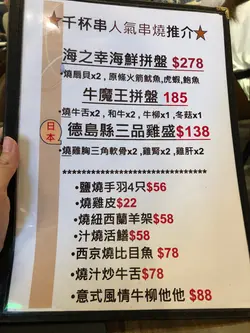 ★千杯串人氣串燒推介★
海之幸海鮮拼盤 $278
燒扇貝x2 , 原條火箭魷魚,虎蝦,鮑魚
牛魔王拼盤 185
燒牛舌x2 , 和牛x2 , 牛柳x1 ,冬菇x1
日本 德島縣三品雞盛$138
燒雞胸三角軟骨x2 , 雞腎x2 , 雞肝x2
•鹽燒手羽4只$56
•燒雞皮$22
•燒紐西蘭羊架$58
•汁燒活鱔$58
•西京燒比目魚 $78
•燒汁炒牛舌$78
•意式風情牛柳他他 $88